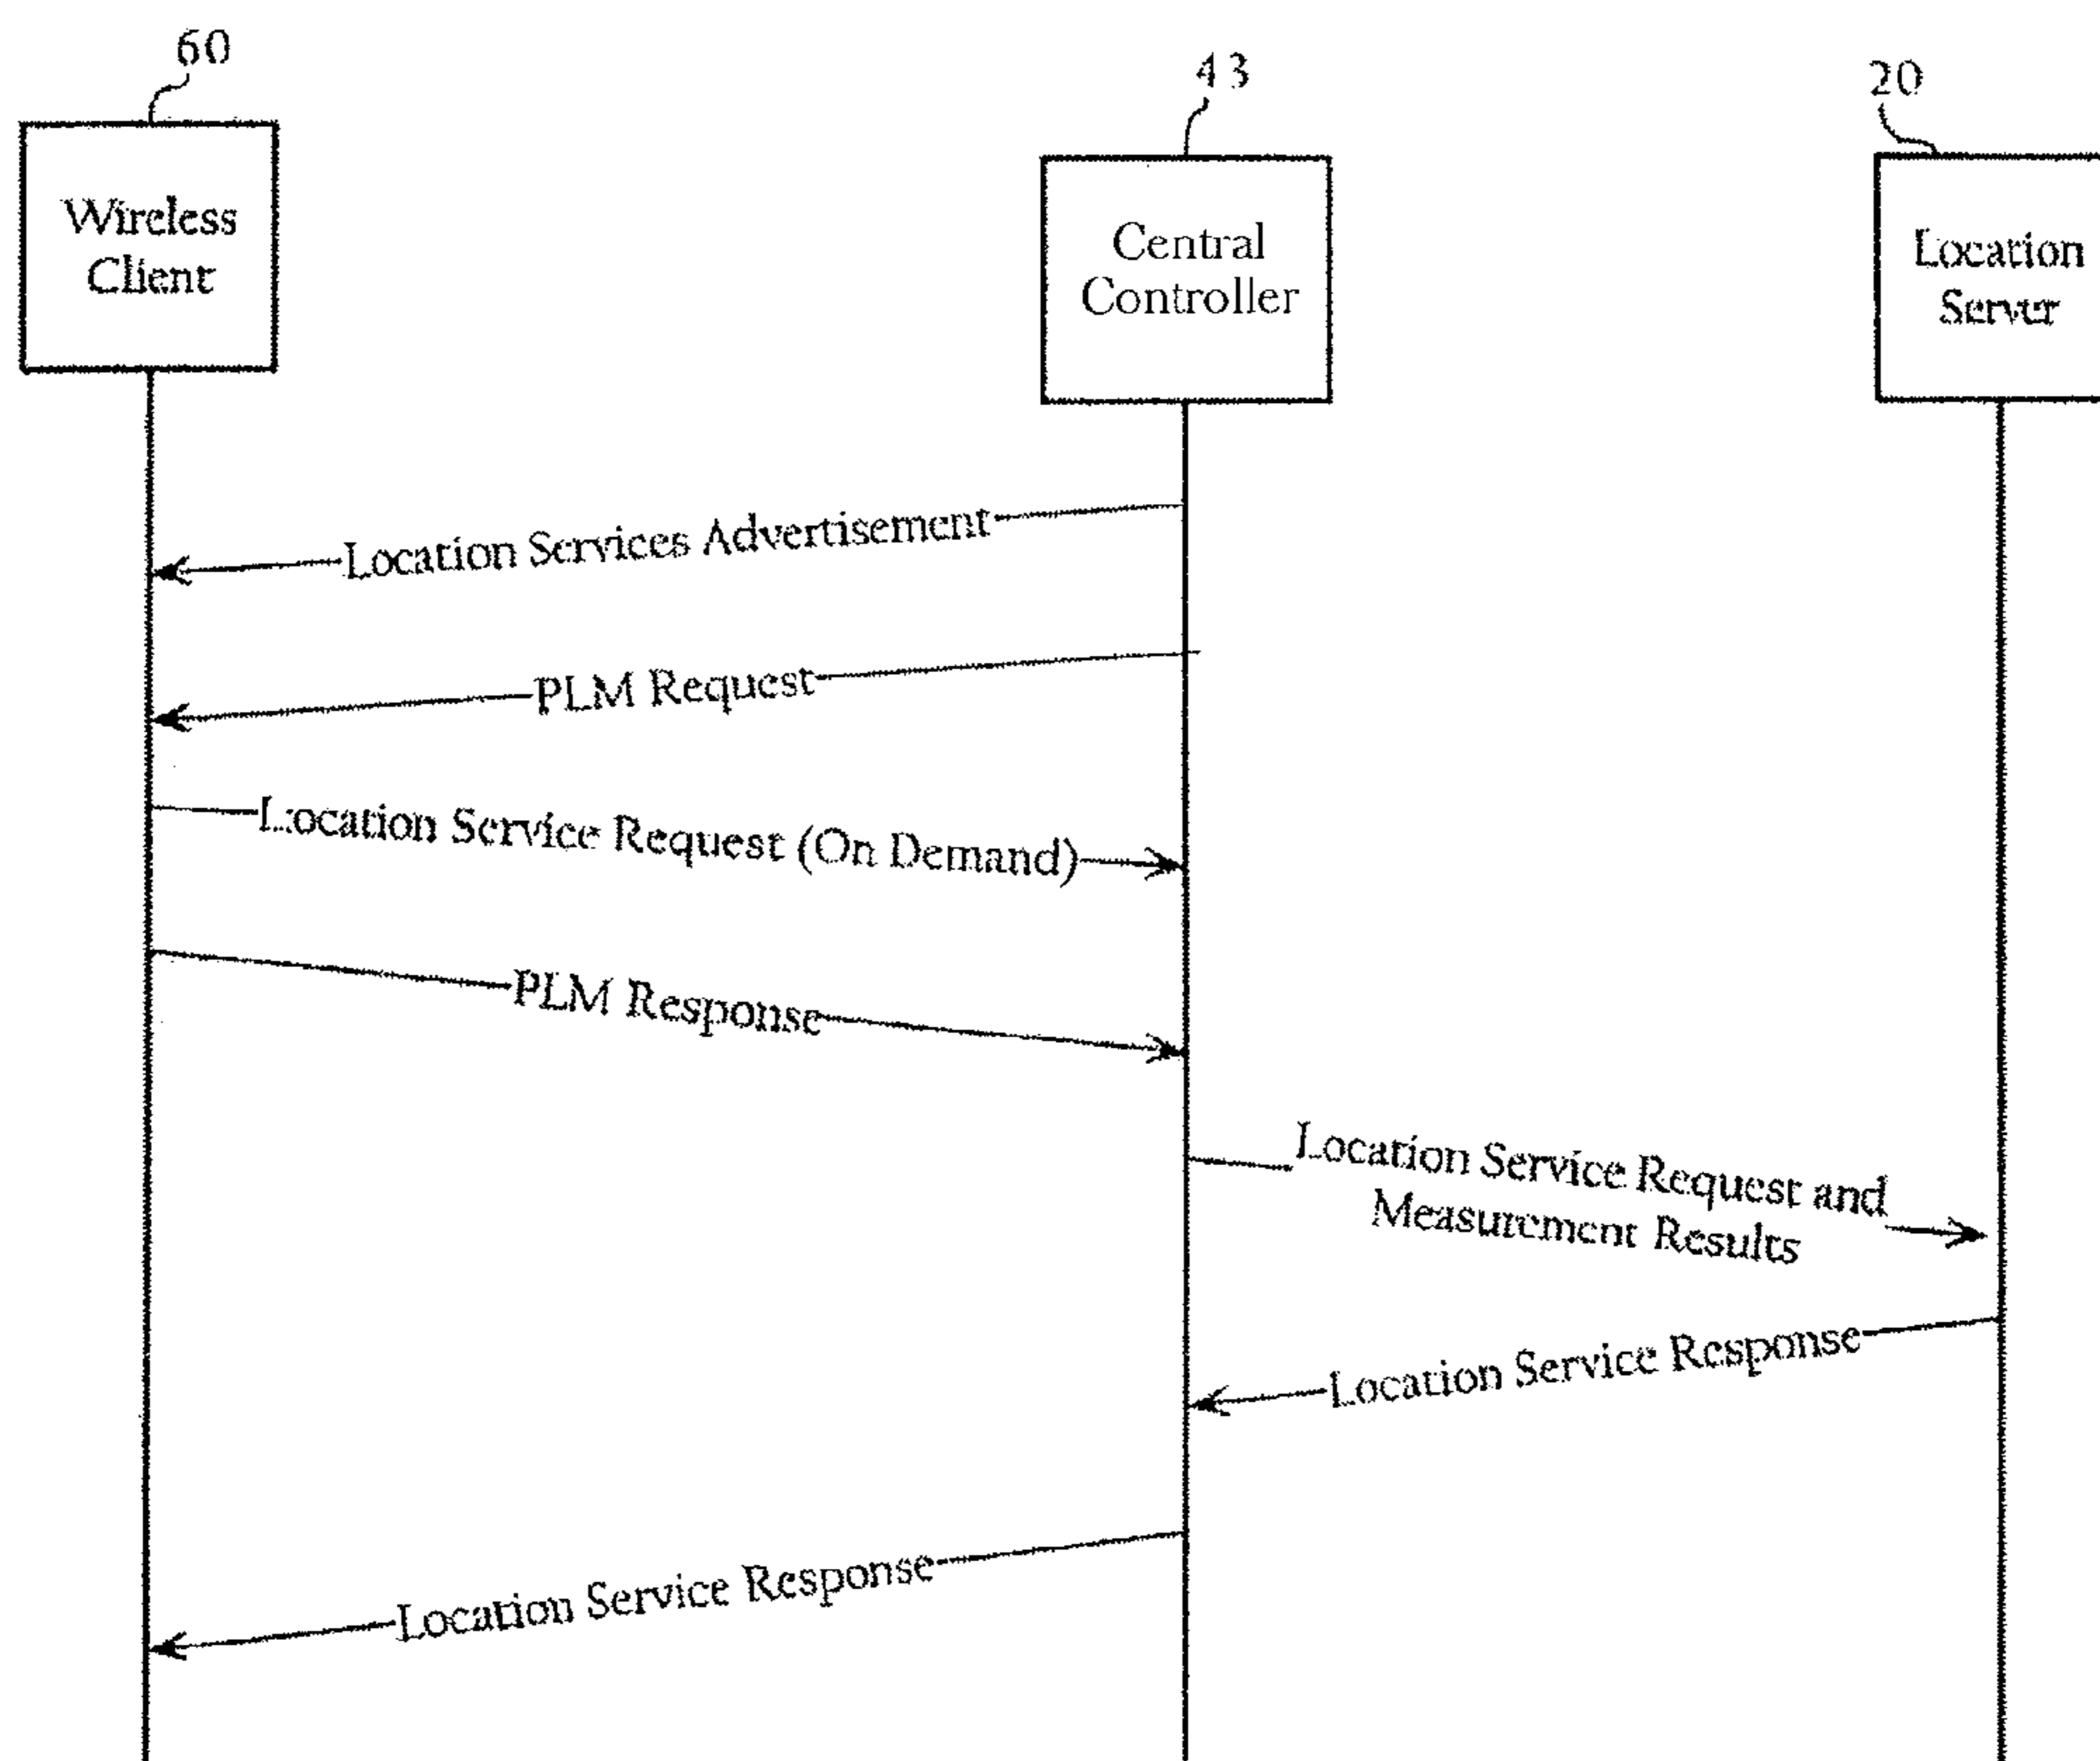 60
43
20
Wireless
Client
Central
Controller
Location
Server
Location Services Advertisement
PLM Request
Location Service Request (On Demand)
PLM Response
Location Service Request and
Measurement Results
Location Service Response
Location Service Response